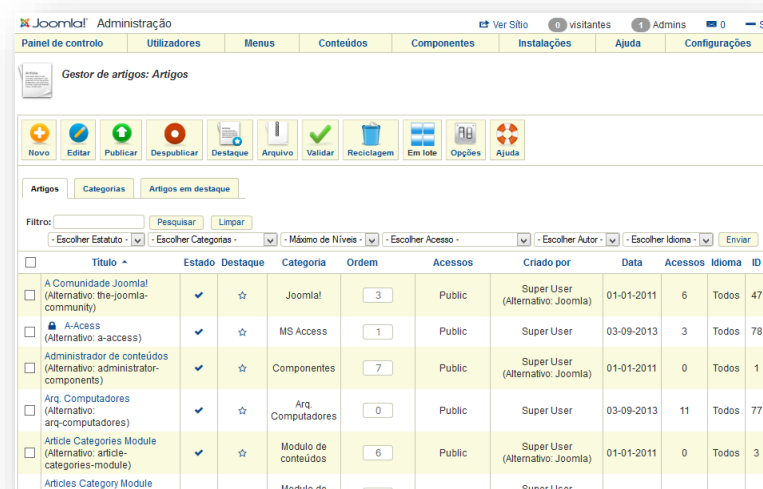 Joomla! Administração Ver Sítio 0 visitantes 1 Admins 0
Painel de controlo Utilizadores Menus Conteúdos Componentes Instalações Ajuda Configurações
Gestor de artigos: Artigos
Novo Editar Publicar Despublicar Destaque Arquivo Validar Reciclagem Em lote Opções Ajuda
Artigos Categorias Artigos em destaque
Filtro: Pesquisar Limpar
- Escolher Estatuto - - Escolher Categorias - - Máximo de Níveis - - Escolher Acesso - - Escolher Autor - - Escolher Idioma - Enviar
Título Estado Destaque Categoria Ordem Acessos Criado por Data Acessos Idioma ID
A Comunidade Joomla!
(Alternativo: the-joomla-
community)
Joomla! 3 Public
Super User
(Alternativo: Joomla)
01-01-2011 6 Todos 47
A-Acess
(Alternativo: a-access)
MS Access 1 Public Super User 03-09-2013 3 Todos 78
Administrador de conteúdos
(Alternativo: administrator-
components)
Componentes 7 Public
Super User
(Alternativo: Joomla)
01-01-2011 0 Todos 1
Arq. Computadores
(Alternativo:
arq-computadores)
Arq.
Computadores
0 Public Super User 03-09-2013 11 Todos 77
Article Categories Module
(Alternativo: article-
categories-module)
Modulo de
conteúdos
6 Public
Super User
(Alternativo: Joomla)
01-01-2011 0 Todos 3
Articles Category Module
Modulo de
Super User